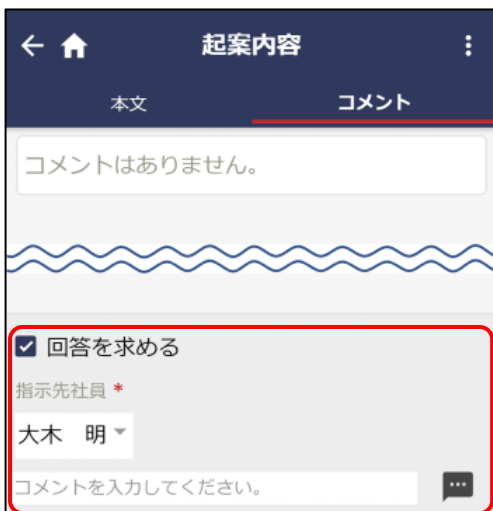 起案内容
本文 コメント
コメントはありません。
回答を求める
指示先社員 *
大木　明
コメントを入力してください。